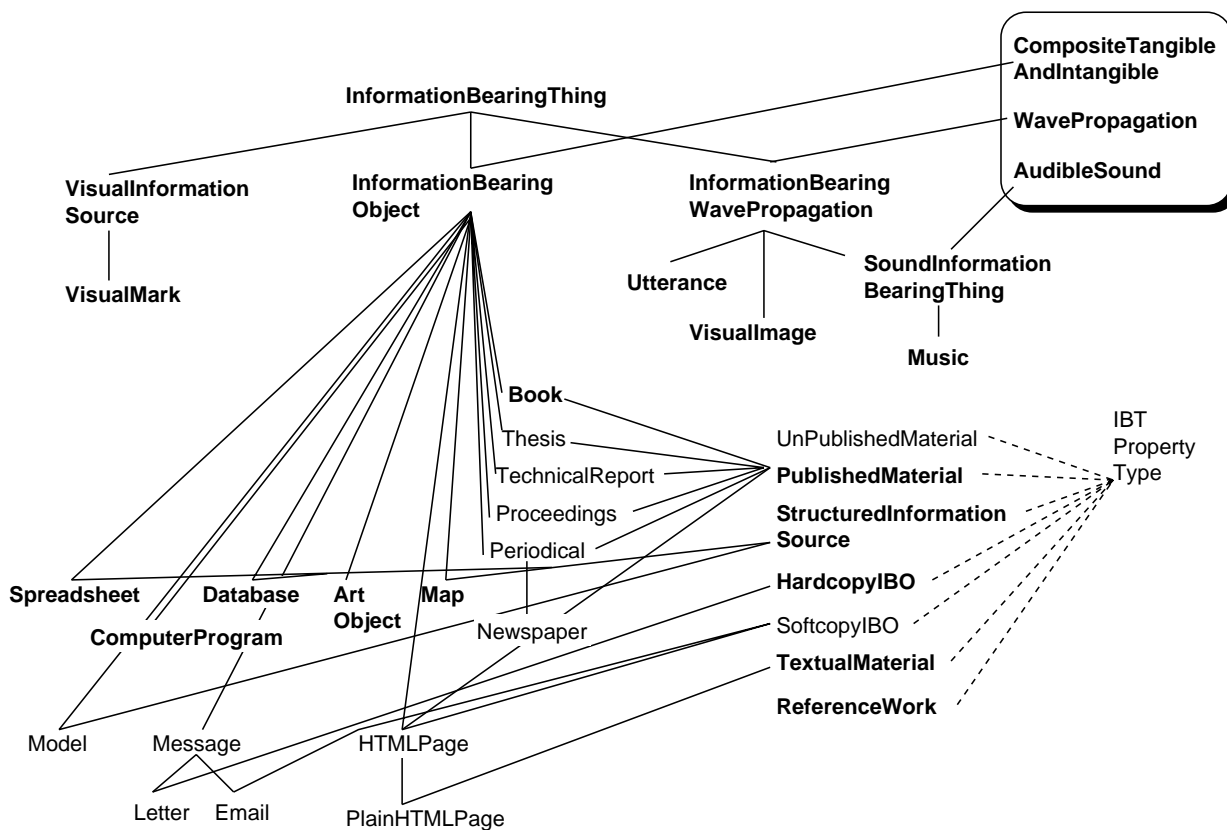 CompositeTangible
AndIntangible
InformationBearingThing
WavePropagation
AudibleSound
VisualInformation
Source
InformationBearing
Object
InformationBearing
WavePropagation
Utterance
SoundInformation
BearingThing
VisualMark
VisualImage
Music
Book
Thesis
TechnicalReport
Proceedings
Periodical
UnPublishedMaterial
PublishedMaterial
StructuredInformation
Source
HardcopyIBO
SoftcopyIBO
TextualMaterial
ReferenceWork
IBT
Property
Type
Spreadsheet
Database
Art
Object
Map
ComputerProgram
Newspaper
Model
Message
HTMLPage
Letter
Email
PlainHTMLPage